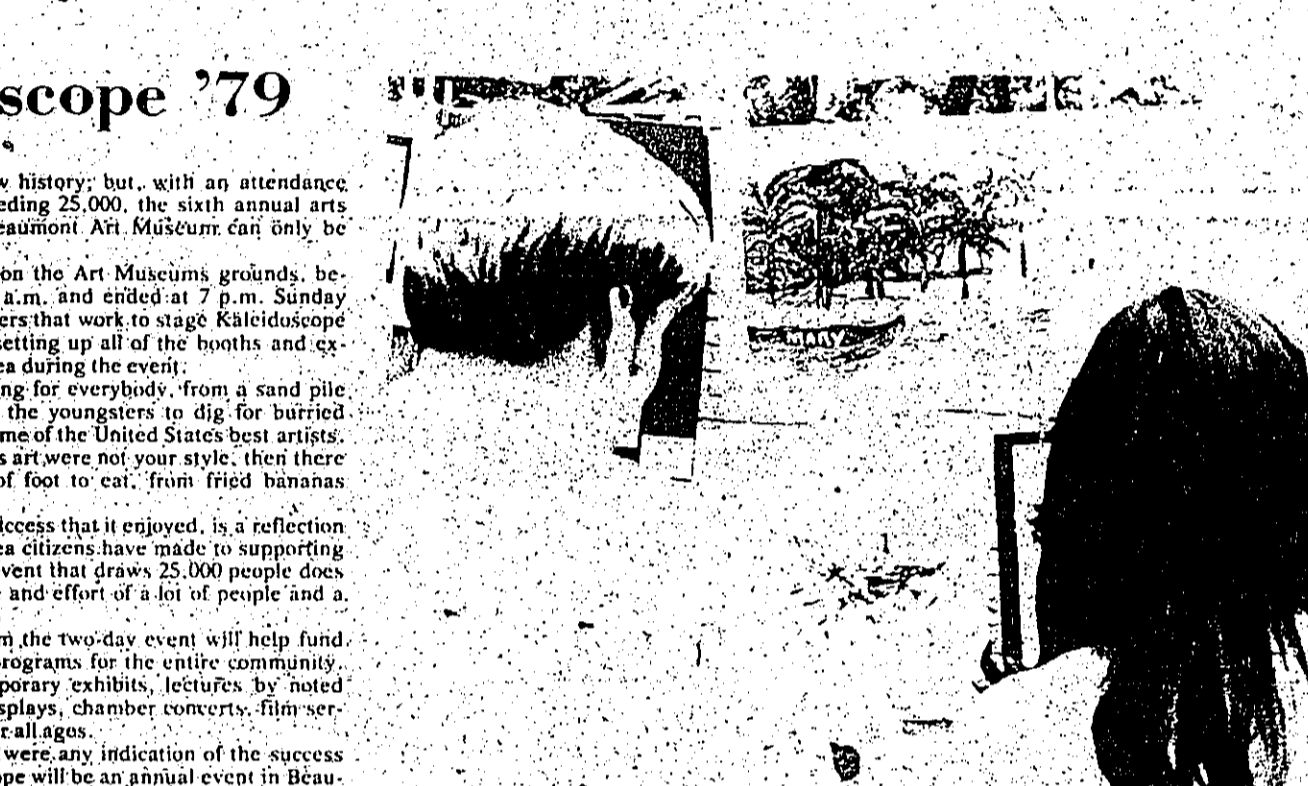 scope '79
w history; but, with an attendance
eding 25,000, the sixth annual arts
eaumont Art Museum can only be
on the Art Museums grounds, be-
a.m. and ended at 7 p.m. Sunday
ers that work to stage Kaleidoscope
setting up all of the booths and ex-
ea during the event.
ng for everybody, from a sand pile
the youngsters to dig for burried
me of the United States best artists.
s art were not your style, then there
of foot to eat, from fried bananas
uccess that it enjoyed, is a reflection
ea citizens have made to supporting
vent that draws 25,000 people does
and effort of a lot of people and a
m the two-day event will help fund
programs for the entire community.
porary exhibits, lectures by noted
splays, chamber concerts, film ser-
r all ages.
were any indication of the success
ope will be an annual event in Beau-
MARY